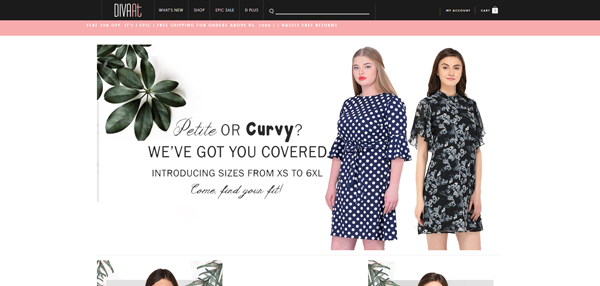 DIVAAt
WHAT'S NEW SHOP EPIC SALE D PLUS MY ACCOUNT CART
FLAT 70% OFF, IT'S EPIC ! FREE SHIPPING FOR ORDERS ABOVE RS. 1000 | HASSLE FREE RETURNS
Petite OR Curvy?
WE'VE GOT YOU COVERED
INTRODUCING SIZES FROM XS TO 6XL
Come, find your fit!